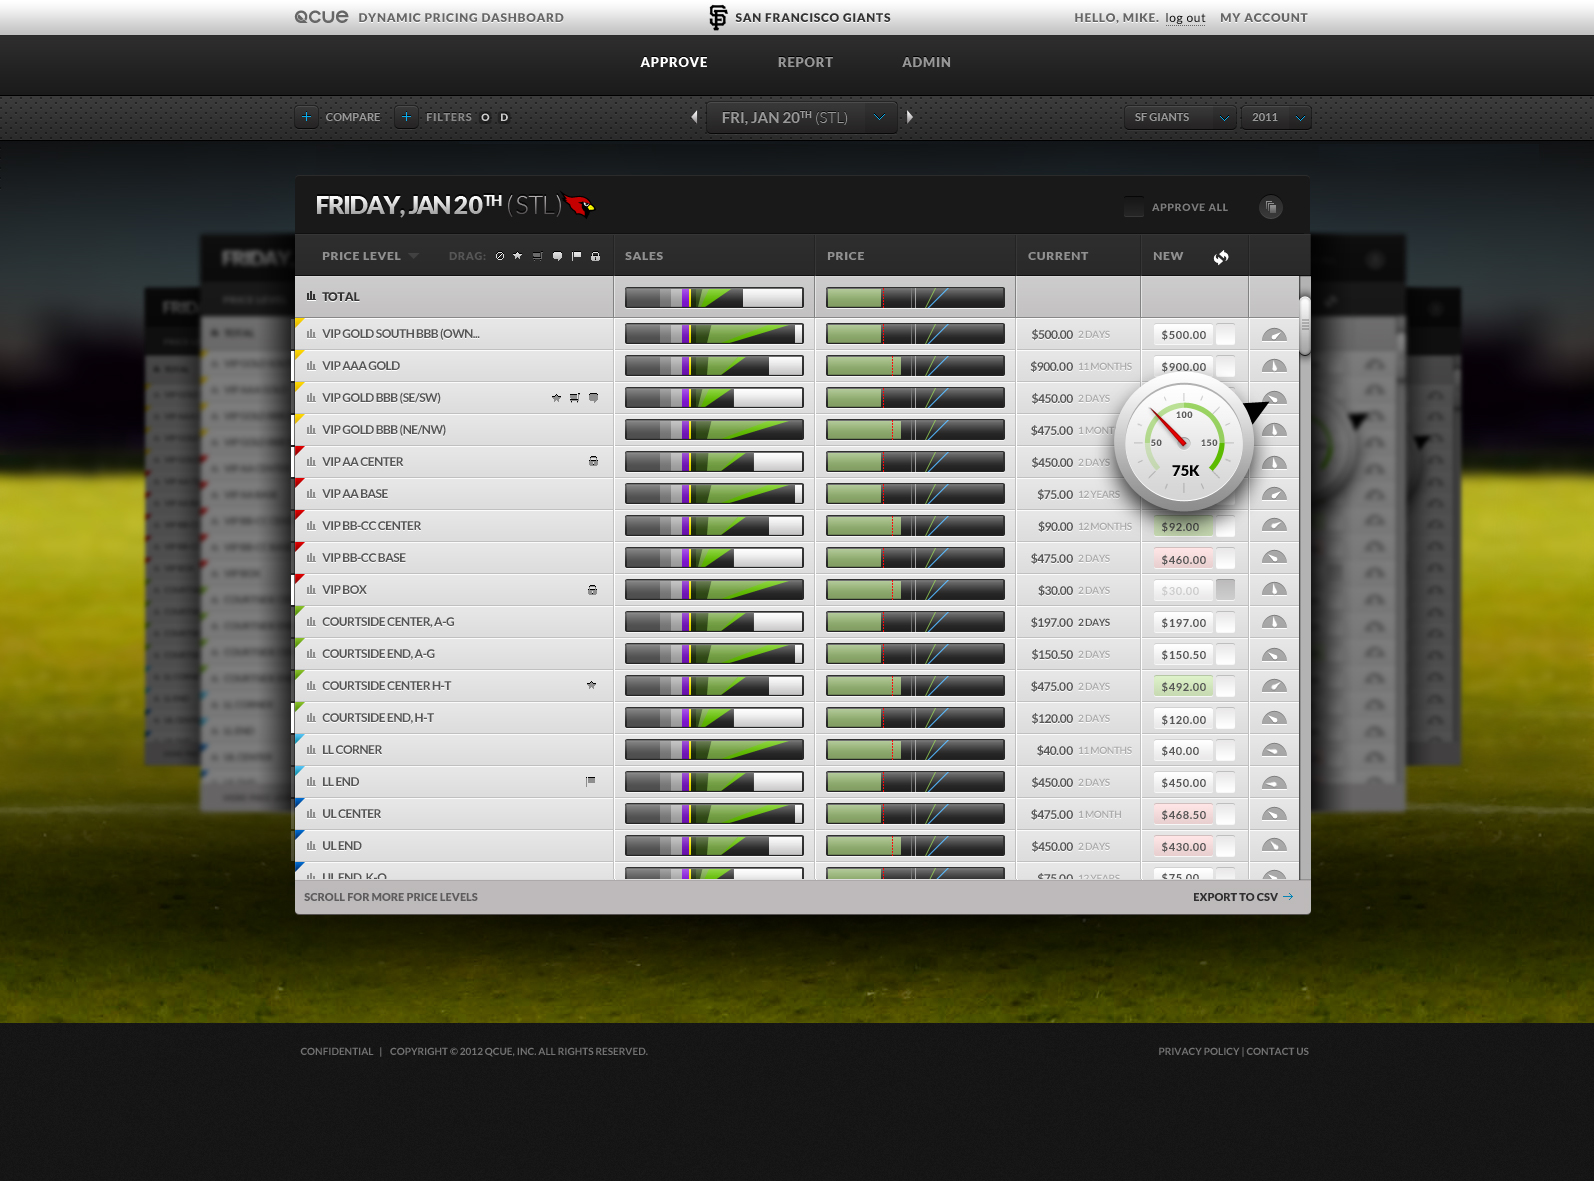 QCUE DYNAMIC PRICING DASHBOARD SF SAN FRANCISCO GIANTS HELLO, MIKE. log out MY ACCOUNT
APPROVE REPORT ADMIN
+ COMPARE + FILTERS O D FRI, JAN 20TH (STL) SF GIANTS 2011
FRIDAY, JAN 20TH (STL) APPROVE ALL
PRICE LEVEL DRAG: SALES PRICE CURRENT NEW
TOTAL
VIP GOLD SOUTH BBB (OWN... $500.00 2 DAYS $500.00
VIP AAA GOLD $900.00 11 MONTHS $900.00
VIP GOLD BBB (SE/SW) $450.00 2 DAYS
VIP GOLD BBB (NE/NW) $475.00 1 MONT
VIP AA CENTER $450.00 2 DAYS
VIP AA BASE $75.00 12 YEARS
50 100 150
75K
VIP BB-CC CENTER $90.00 12 MONTHS $92.00
VIP BB-CC BASE $475.00 2 DAYS $460.00
VIP BOX $30.00 2 DAYS $30.00
COURTSIDE CENTER, A-G $197.00 2 DAYS $197.00
COURTSIDE END, A-G $150.50 2 DAYS $150.50
COURTSIDE CENTER H-T $475.00 2 DAYS $492.00
COURTSIDE END, H-T $120.00 2 DAYS $120.00
LL CORNER $40.00 11 MONTHS $40.00
LL END $450.00 2 DAYS $450.00
UL CENTER $475.00 1 MONTH $468.50
UL END $450.00 2 DAYS $430.00
UL END, K-O $75.00 12 YEARS $75.00
SCROLL FOR MORE PRICE LEVELS EXPORT TO CSV →
CONFIDENTIAL | COPYRIGHT © 2012 QCUE, INC. ALL RIGHTS RESERVED. PRIVACY POLICY | CONTACT US